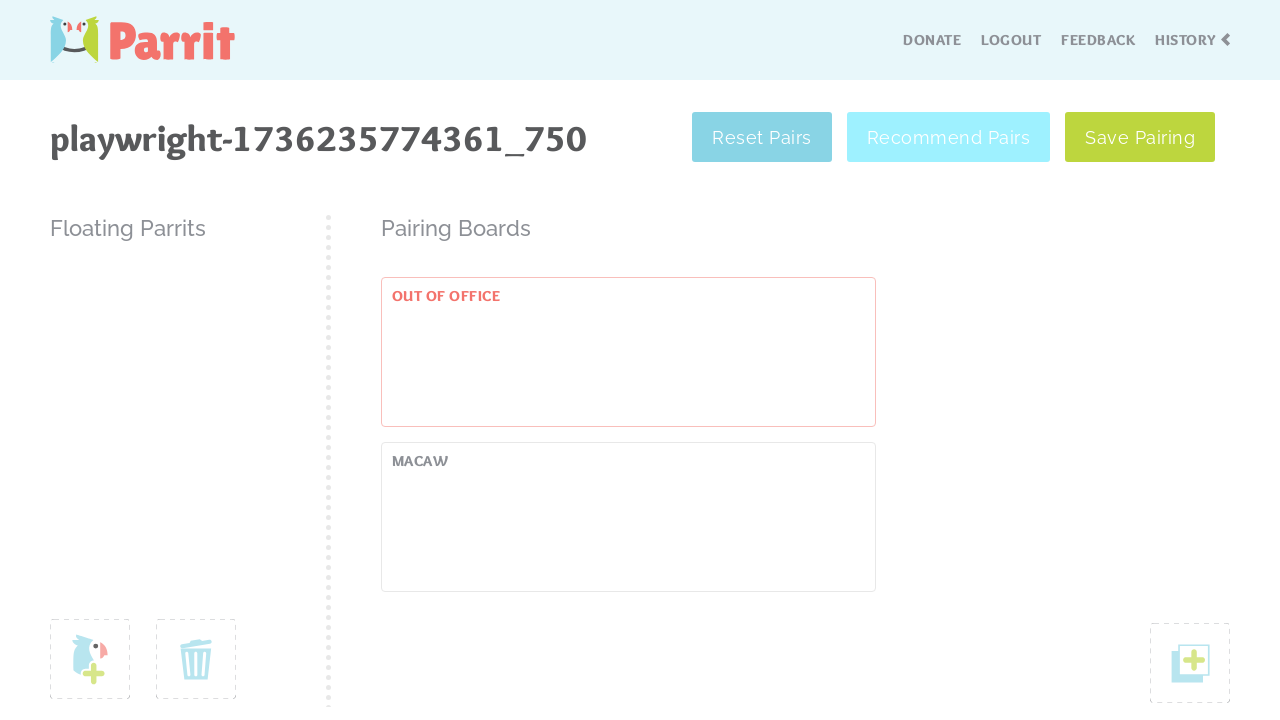 Parrit
DONATE
LOGOUT
FEEDBACK
HISTORY
playwright-1736235774361_750
Reset Pairs
Recommend Pairs
Save Pairing
Floating Parrits
Pairing Boards
OUT OF OFFICE
MACAW